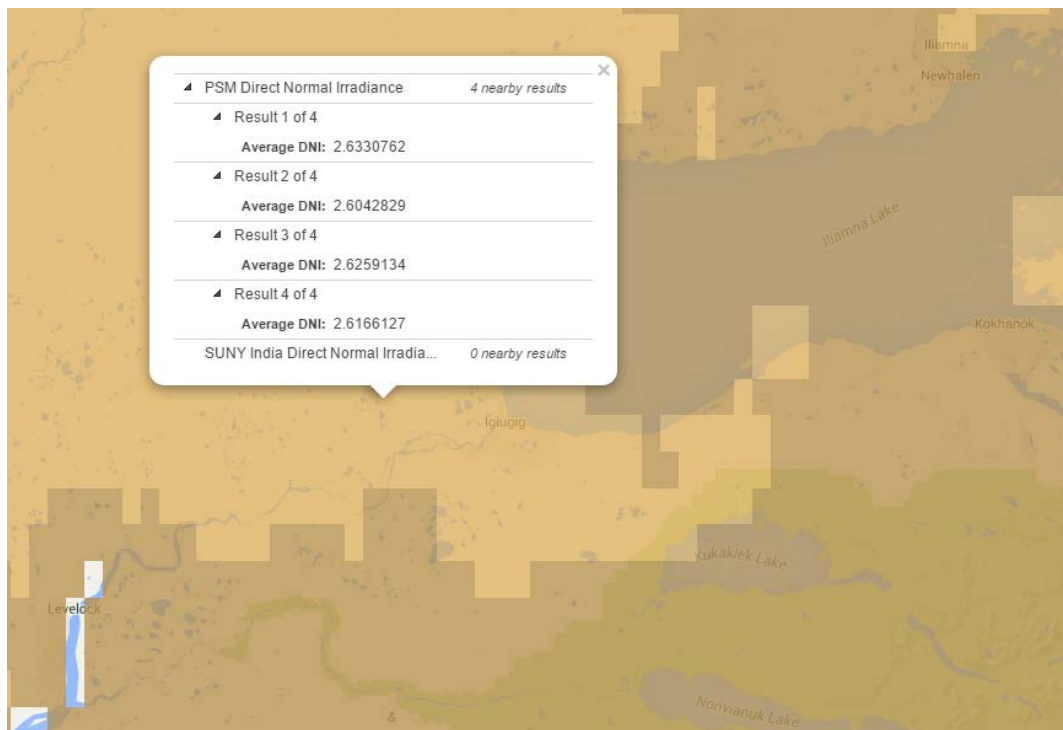 PSM Direct Normal Irradiance 4 nearby results
Result 1 of 4
Average DNI: 2.6330762
Result 2 of 4
Average DNI: 2.6042829
Result 3 of 4
Average DNI: 2.6259134
Result 4 of 4
Average DNI: 2.6166127
SUNY India Direct Normal Irradia... 0 nearby results
Iliamna
Newhalen
Iliamna Lake
Kokhanok
Igiugig
Kukaklek Lake
Levelock
Nonvianuk Lake
&